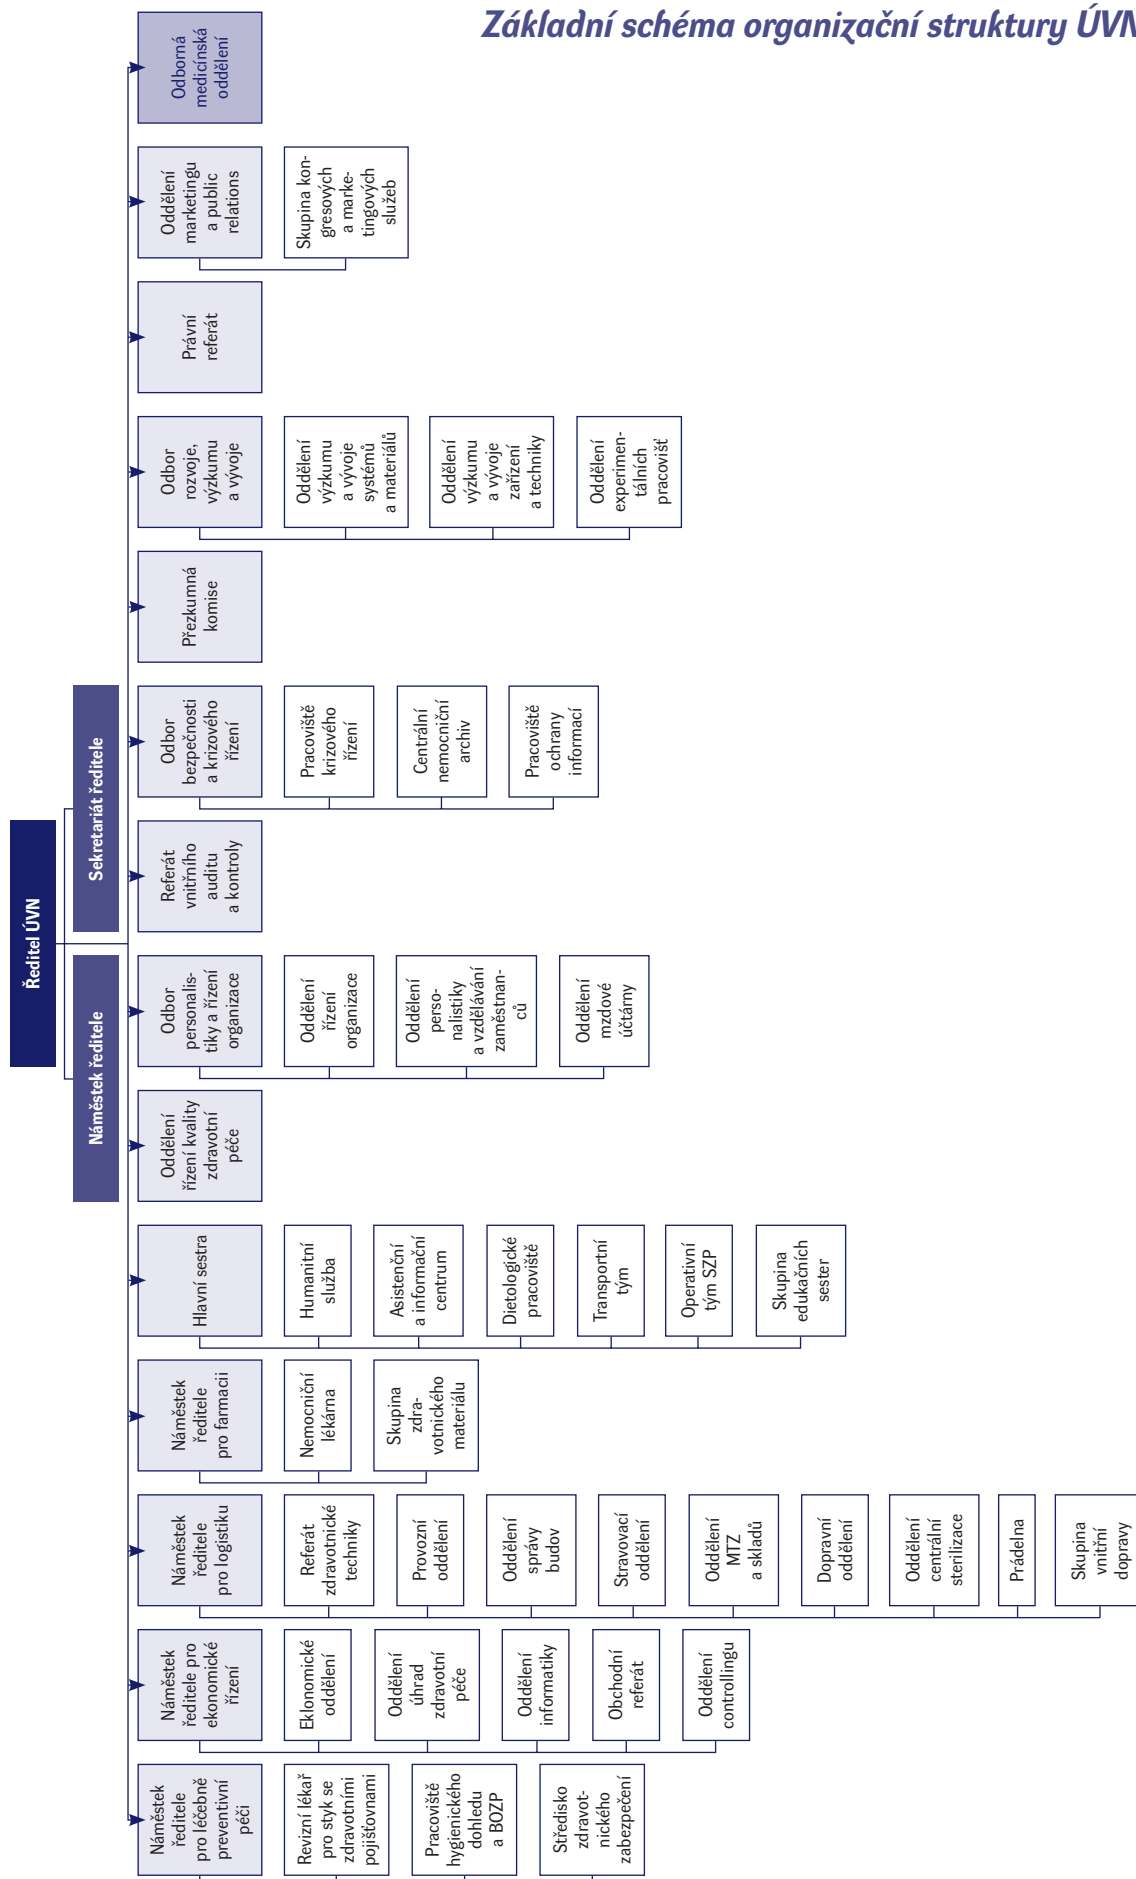 Základní schéma organizační struktury ÚVN
Ředitel ÚVN
Náměstek ředitele
Sekretariát ředitele
Náměstek
ředitele
pro léčebně
preventivní
péči
Revizní lékař
pro styk se
zdravotními
pojišťovnami
Pracoviště
hygienického
dohledu
a BOZP
Středisko
zdravot-
nického
zabezpečení
Náměstek
ředitele pro
ekonomické
řízení
Eklonomické
oddělení
Oddělení
úhrad
zdravotní
péče
Oddělení
informatiky
Obchodní
referát
Oddělení
controllingu
Náměstek
ředitele
pro logistiku
Referát
zdravotnické
techniky
Provozní
oddělení
Oddělení
správy
budov
Stravovací
oddělení
Oddělení
MTZ
a skladů
Dopravní
oddělení
Oddělení
centrální
sterilizace
Prádelna
Skupina
vnitřní
dopravy
Náměstek
ředitele
pro farmacii
Nemocniční
lékárna
Skupina
zdra-
votnického
materiálu
Hlavní sestra
Humanitní
služba
Asistenční
a informační
centrum
Dietologické
pracoviště
Transportní
tým
Operativní
tým SZP
Skupina
edukačních
sester
Oddělení
řízení kvality
zdravotní
péče
Odbor
personalis-
tiky a řízení
organizace
Oddělení
řízení
organizace
Oddělení
perso-
nalistiky
a vzdělávání
zaměstnan-
ců
Oddělení
mzdové
účtárny
Referát
vnitřního
auditu
a kontroly
Odbor
bezpečnosti
a krizového
řízení
Pracoviště
krizového
řízení
Centrální
nemocniční
archiv
Pracoviště
ochrany
informací
Přezkumná
komise
Odbor
rozvoje,
výzkumu
a vývoje
Oddělení
výzkumu
a vývoje
systémů
a materiálů
Oddělení
výzkumu
a vývoje
zařízení
a techniky
Oddělení
experimen-
tálních
pracovišť
Právní
referát
Oddělení
marketingu
a public
relations
Skupina kon-
gresových
a marke-
tingových
služeb
Odborná
medicínská
oddělení